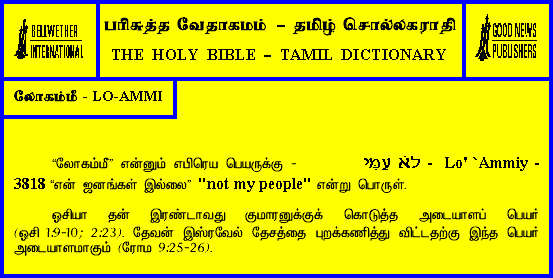 BELLWETHER
INTERNATIONAL
பரிசுத்த வேதாகமம் – தமிழ் சொல்லகராதி
THE HOLY BIBLE – TAMIL DICTIONARY
GOOD NEWS
PUBLISHERS
லோகம்மீ - LO-AMMI
“லோகம்மீ” என்னும் எபிரெய பெயருக்கு - לֹא עַמִּי - Lo' `Ammiy -
3818 “என் ஜனங்கள் இல்லை” "not my people" என்று பொருள்.
ஒசியா தன் இரண்டாவது குமாரனுக்குக் கொடுத்த அடையாளப் பெயர்
(ஒசி 1:9-10; 2:23). தேவன் இஸ்ரவேல் தேசத்தை புறக்கணித்து விட்டதற்கு இந்த பெயர்
அடையாளமாகும் (ரோம 9:25-26).